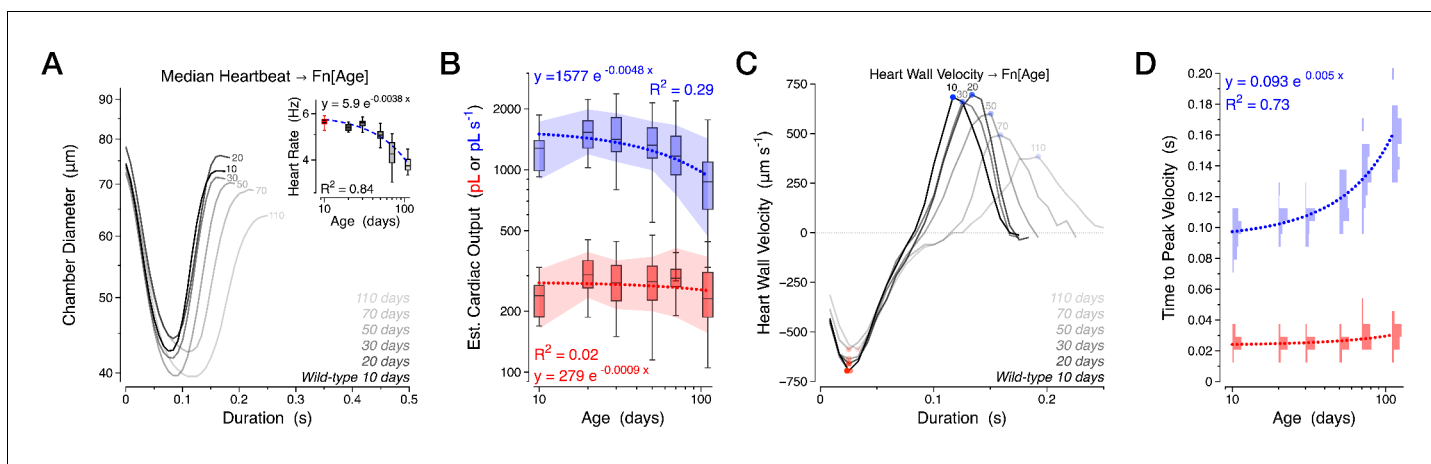 A
Median Heartbeat → Fn[Age]
Chamber Diameter (µm)
90
80
70
60
50
40
0
0.1
0.2
0.3
0.4
0.5
Duration (s)
20
10
30
50
70
110
110 days
70 days
50 days
30 days
20 days
Wild-type 10 days
y = 5.9 e^-0.0038 x
Heart Rate (Hz)
6
4
2
R² = 0.84
10
100
Age (days)
B
y =1577 e^-0.0048 x
R² = 0.29
Est. Cardiac Output (pL or pL s⁻¹)
2000
1000
500
200
100
R² = 0.02
y = 279 e^-0.0009 x
10
100
Age (days)
C
Heart Wall Velocity → Fn[Age]
Heart Wall Velocity (µm s⁻¹)
750
500
250
0
−250
−500
−750
10
30
20
50
70
110
110 days
70 days
50 days
30 days
20 days
Wild-type 10 days
0
0.1
0.2
Duration (s)
D
y = 0.093 e^0.005 x
R² = 0.73
Time to Peak Velocity (s)
0.20
0.18
0.16
0.14
0.12
0.10
0.08
0.06
0.04
0.02
0
10
100
Age (days)